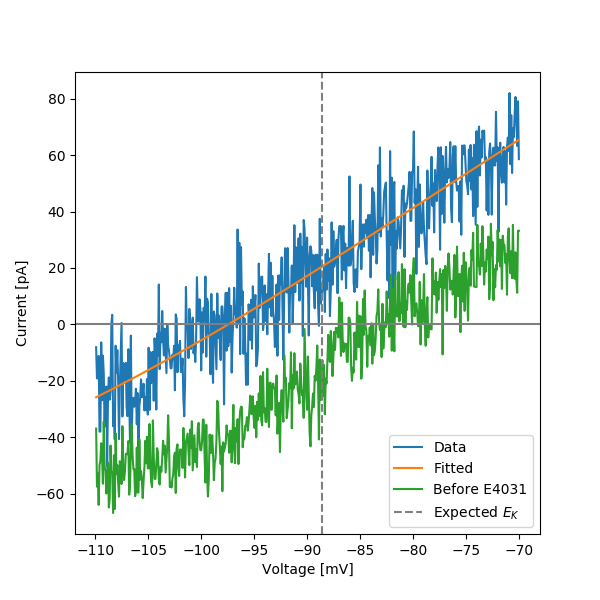 80
60
40
20
0
−20
−40
−60
Current [pA]
Data
Fitted
Before E4031
Expected E_K
−110
−105
−100
−95
−90
−85
−80
−75
−70
Voltage [mV]